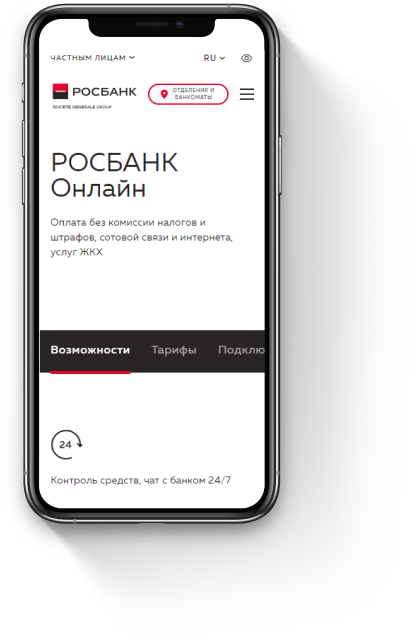 ЧАСТНЫМ ЛИЦАМ RU
РОСБАНК
SOCIETE GENERALE GROUP
ОТДЕЛЕНИЯ И
БАНКОМАТЫ
РОСБАНК
Онлайн
Оплата без комиссии налогов и
штрафов, сотовой связи и интернета,
услуг ЖКХ
Возможности Тарифы Подклю
24
Контроль средств, чат с банком 24/7